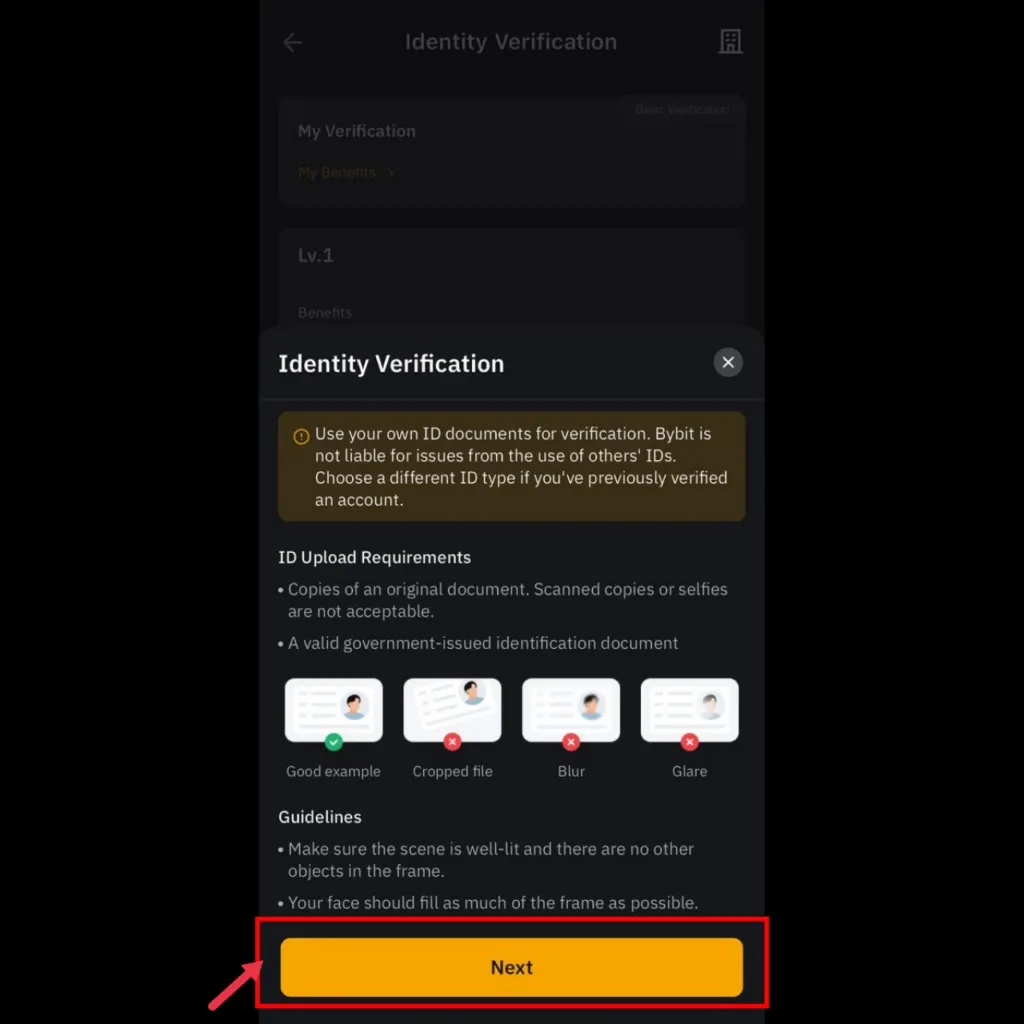 Identity Verification
Basic Verification
My Verification
My Benefits >
Lv.1
Benefits
Identity Verification
Use your own ID documents for verification. Bybit is
not liable for issues from the use of others' IDs.
Choose a different ID type if you've previously verified
an account.
ID Upload Requirements
• Copies of an original document. Scanned copies or selfies
are not acceptable.
• A valid government-issued identification document
Good example
Cropped file
Blur
Glare
Guidelines
• Make sure the scene is well-lit and there are no other
objects in the frame.
• Your face should fill as much of the frame as possible.
Next